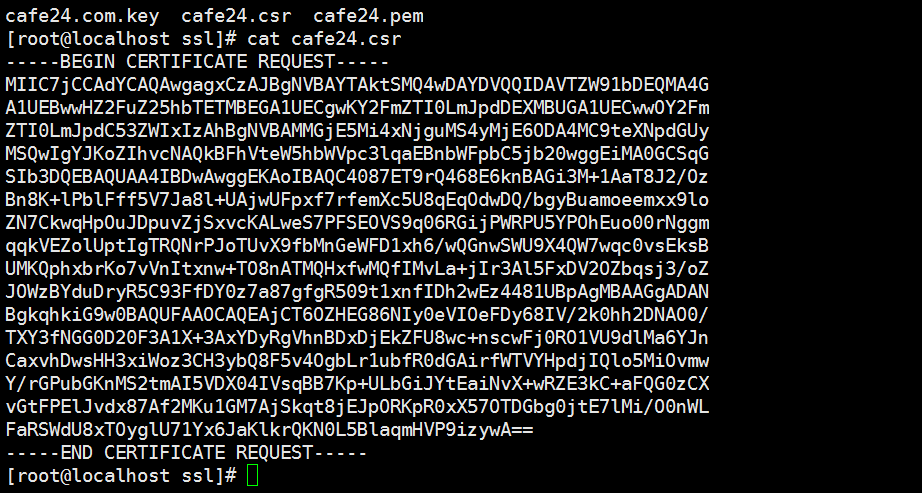 cafe24.com.key  cafe24.csr  cafe24.pem
[root@localhost ssl]# cat cafe24.csr
-----BEGIN CERTIFICATE REQUEST-----
MIIC7jCCAdYCAQAwgagxCzAJBgNVBAYTAktSMQ4wDAYDVQQIDAVTZW91bDEQMA4G
A1UEBwwHZ2FuZ25hbTETMBEGA1UECgwKY2FmZTI0LmJpdDEXMBUGA1UECwwOY2Fm
ZTI0LmJpdC53ZWIxIzAhBgNVBAMMGjE5Mi4xNjguMS4yMjE6ODA4MC9teXNpdGUy
MSQwIgYJKoZIhvcNAQkBFhVteW5hbWVpc3lqaEBnbWFpbC5jb20wggEiMA0GCSqG
SIb3DQEBAQUAA4IBDwAwggEKAoIBAQC4087ET9rQ468E6knBAGi3M+1AaT8J2/Oz
Bn8K+lPblFff5V7Ja8l+UAjwUFpxf7rfemXc5U8qEqOdwDQ/bgyBuamoeemxx9lo
ZN7CkwqHpOuJDpuvZjSxvcKALweS7PFSEOVS9q06RGijPWRPU5YPOhEuo00rNggm
qqkVEZolUptIgTRQNrPJoTUvX9fbMnGeWFD1xh6/wQGnwSWU9X4QW7wqc0vsEksB
UMKQphxbrKo7vVnItxnw+TO8nATMQHxfwMQfIMvLa+jIr3Al5FxDV2OZbqsj3/oZ
JOWzBYduDryR5C93FfDY0z7a87gfgR509t1xnfIDh2wEz4481UBpAgMBAAGgADAN
BgkqhkiG9w0BAQUFAAOCAQEAjCT6OZHEG86NIy0eVIOeFDy68IV/2k0hh2DNAO0/
TXY3fNGG0D20F3A1X+3AxYDyRgVhnBDxDjEkZFU8wc+nscwFj0RO1VU9dlMa6YJn
CaxvhDwsHH3xiWoz3CH3ybQ8F5v4OgbLr1ubfR0dGAirfWTVYHpdjIQlo5MiOvmw
Y/rGPubGKnMS2tmAI5VDX04IVsqBB7Kp+ULbGiJYtEaiNvX+wRZE3kC+aFQG0zCX
vGtFPElJvdx87Af2MKu1GM7AjSkqt8jEJpORKpR0xX57OTDGbg0jtE7lMi/O0nWL
FaRSWdU8xTOyglU71Yx6JaKlkrQKN0L5BlaqmHVP9izywA==
-----END CERTIFICATE REQUEST-----
[root@localhost ssl]#